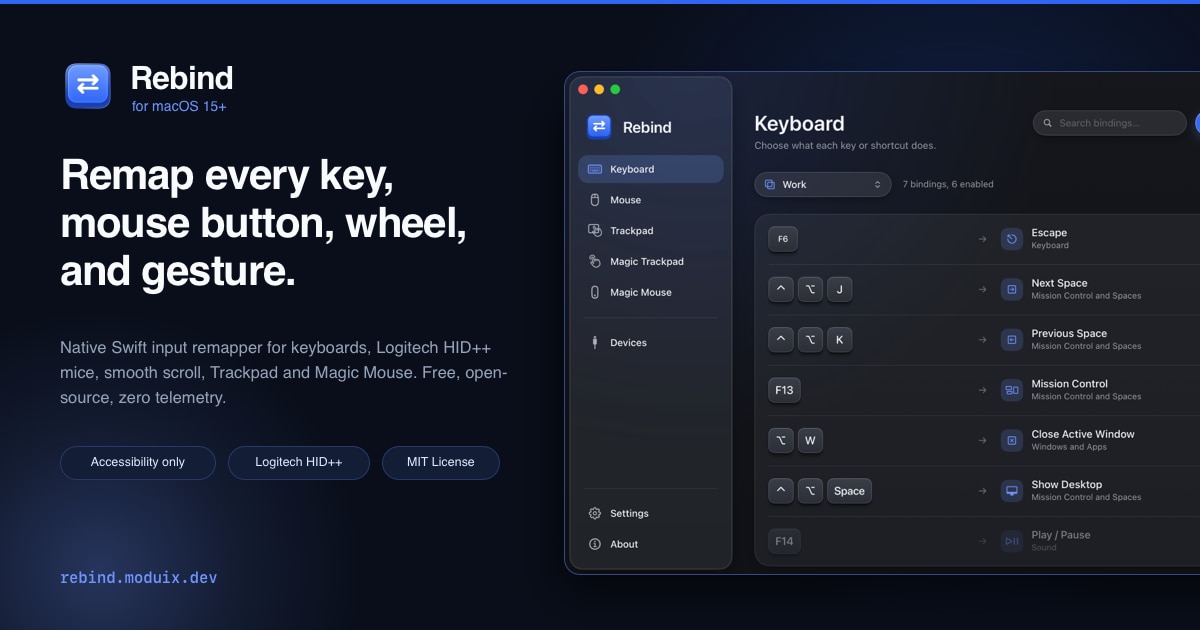 Rebind
for macOS 15+
Remap every key,
mouse button, wheel,
and gesture.
Native Swift input remapper for keyboards, Logitech HID++
mice, smooth scroll, Trackpad and Magic Mouse. Free, open-
source, zero telemetry.
Accessibility only
Logitech HID++
MIT License
rebind.moduix.dev
Rebind
Keyboard
Mouse
Trackpad
Magic Trackpad
Magic Mouse
Devices
Settings
About
Keyboard
Choose what each key or shortcut does.
Search bindings...
Work
7 bindings, 6 enabled
F6 → Escape
Keyboard
⌃ ⌥ J → Next Space
Mission Control and Spaces
⌃ ⌥ K → Previous Space
Mission Control and Spaces
F13 → Mission Control
Mission Control and Spaces
⌥ W → Close Active Window
Windows and Apps
⌃ ⌥ Space → Show Desktop
Mission Control and Spaces
F14 → Play / Pause
Sound